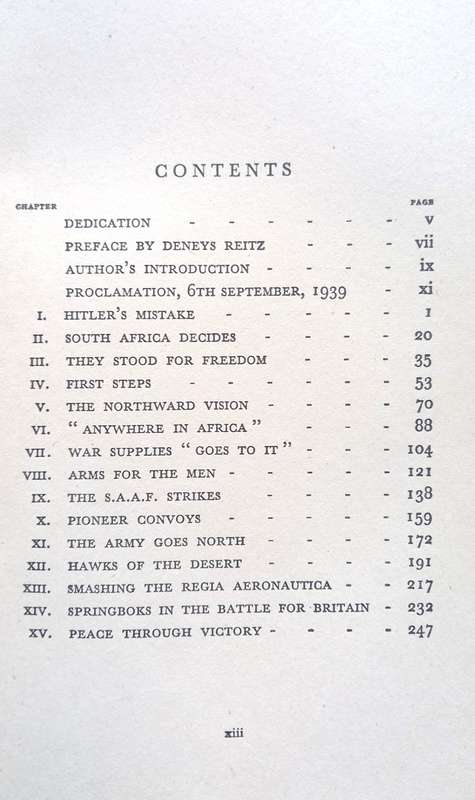 CONTENTS
CHAPTER PAGE
DEDICATION - - - - - - v
PREFACE BY DENEYS REITZ - - - vii
AUTHOR'S INTRODUCTION - - - - ix
PROCLAMATION, 6TH SEPTEMBER, 1939 - xi
I. HITLER'S MISTAKE - - - - - 1
II. SOUTH AFRICA DECIDES - - - - 20
III. THEY STOOD FOR FREEDOM - - - 35
IV. FIRST STEPS - - - - - - 53
V. THE NORTHWARD VISION - - - - 70
VI. " ANYWHERE IN AFRICA " - - - 88
VII. WAR SUPPLIES " GOES TO IT " - - - 104
VIII. ARMS FOR THE MEN - - - - - 121
IX. THE S.A.A.F. STRIKES - - - - 138
X. PIONEER CONVOYS - - - - - 159
XI. THE ARMY GOES NORTH - - - - 172
XII. HAWKS OF THE DESERT - - - - 191
XIII. SMASHING THE REGIA AERONAUTICA - - 217
XIV. SPRINGBOKS IN THE BATTLE FOR BRITAIN - 232
XV. PEACE THROUGH VICTORY - - - - 247
xiii